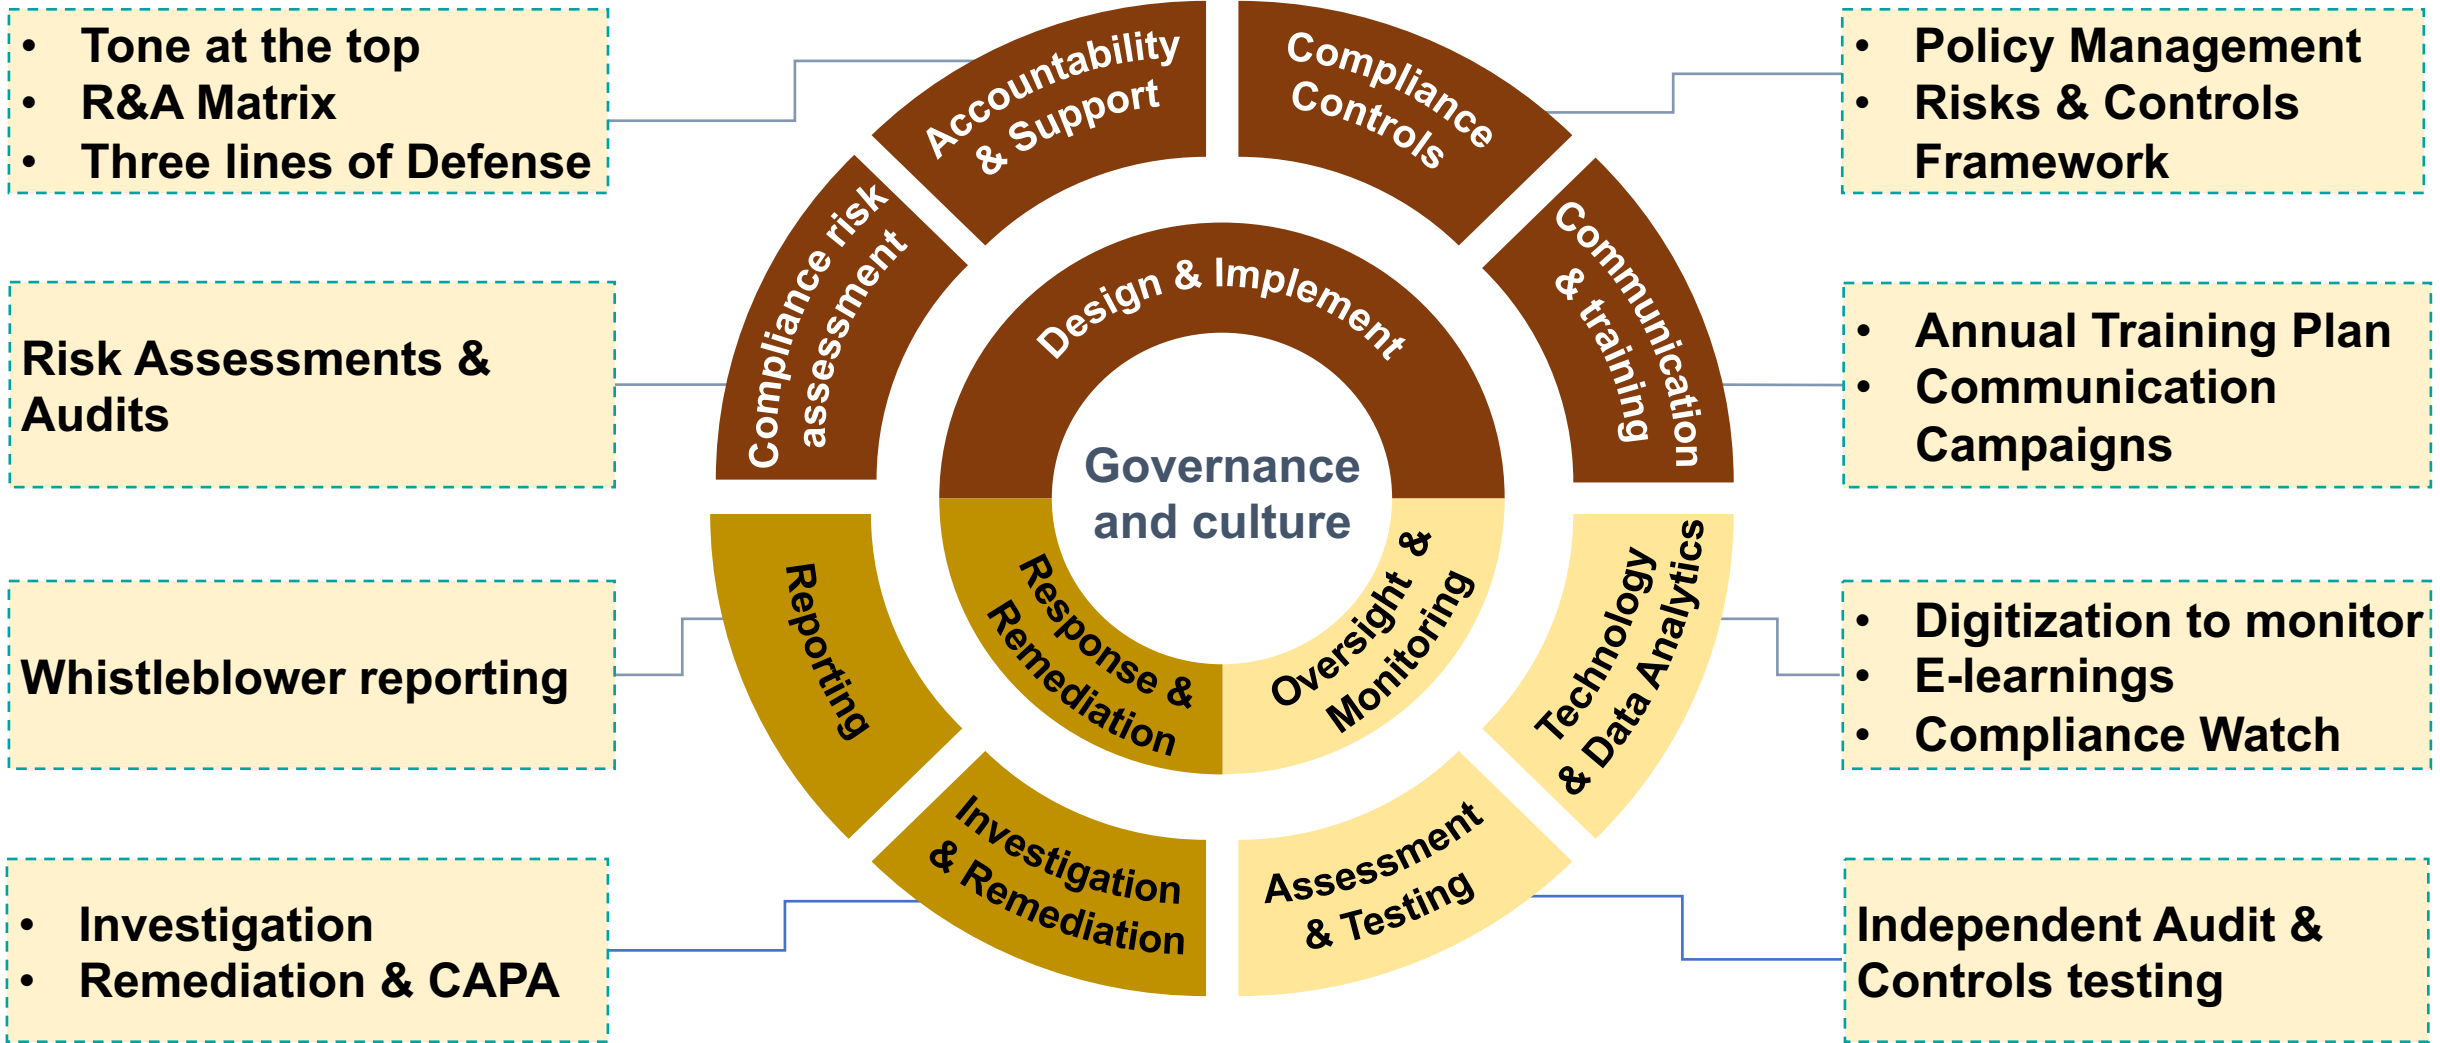 • Tone at the top
• R&A Matrix
• Three lines of Defense
Risk Assessments &
Audits
Whistleblower reporting
• Investigation
• Remediation & CAPA
Accountability
& Support
Compliance
Controls
Compliance risk
assessment
Communication
& training
Design & Implement
Governance
and culture
Response &
Remediation
Oversight &
Monitoring
Reporting
Technology
& Data Analytics
Investigation
& Remediation
Assessment
& Testing
• Policy Management
• Risks & Controls
Framework
• Annual Training Plan
• Communication
Campaigns
• Digitization to monitor
• E-learnings
• Compliance Watch
Independent Audit &
Controls testing